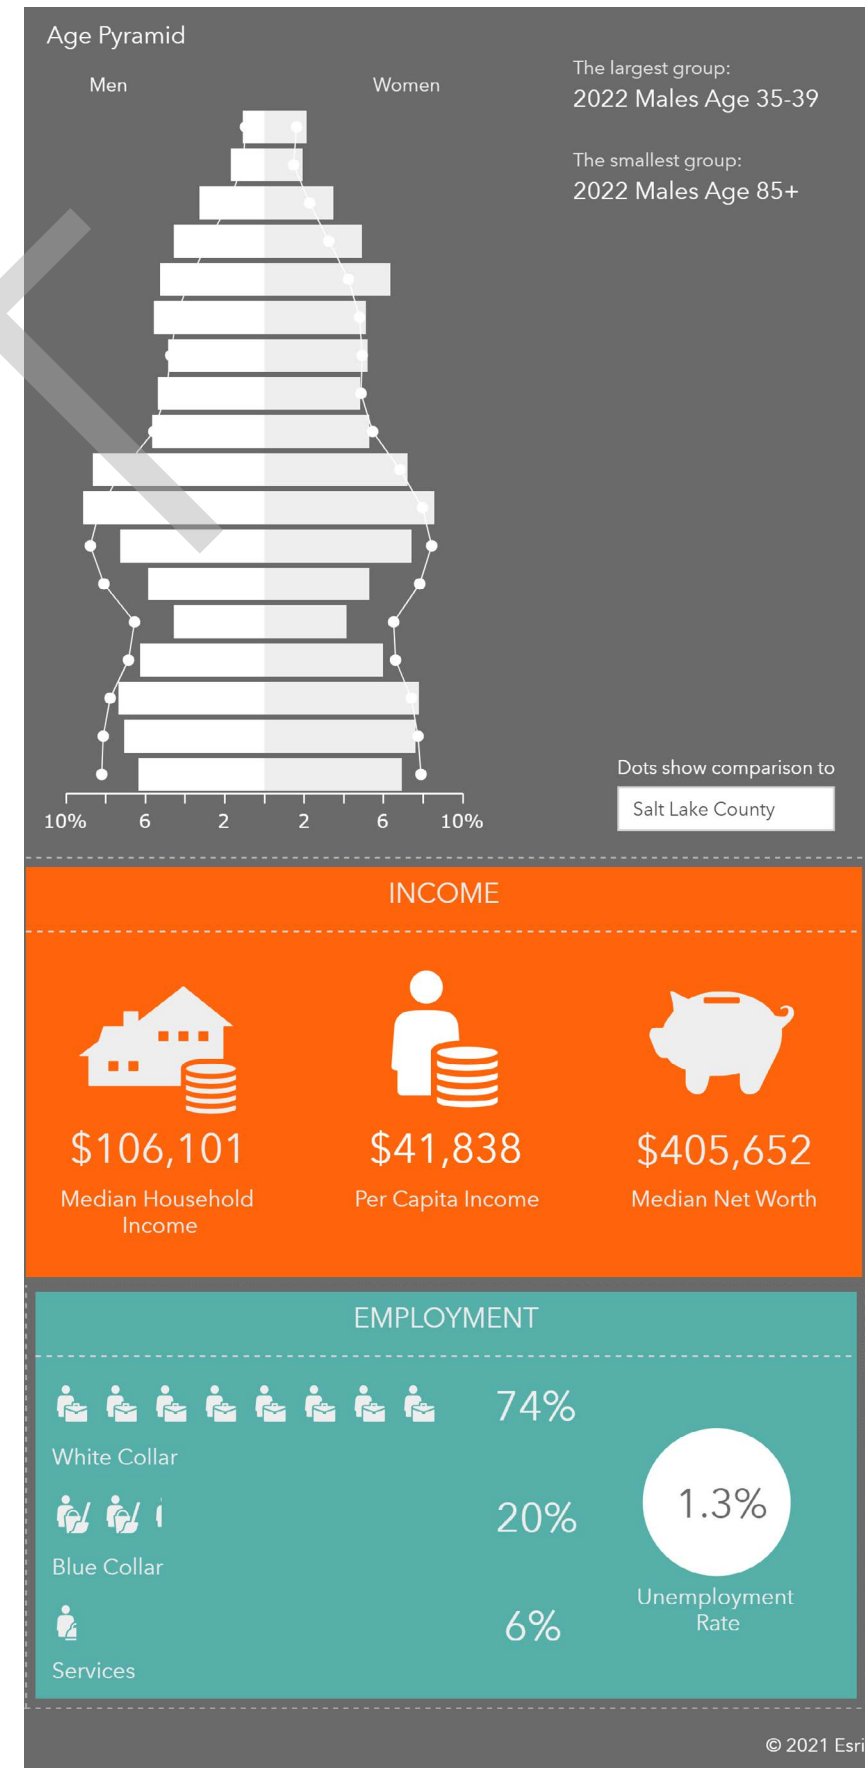 Age Pyramid
Men
Women
The largest group:
2022 Males Age 35-39
The smallest group:
2022 Males Age 85+
10% 6 2 2 6 10%
Dots show comparison to
Salt Lake County
INCOME
$106,101
Median Household
Income
$41,838
Per Capita Income
$405,652
Median Net Worth
EMPLOYMENT
74%
White Collar
20%
Blue Collar
6%
Services
1.3%
Unemployment
Rate
© 2021 Esri